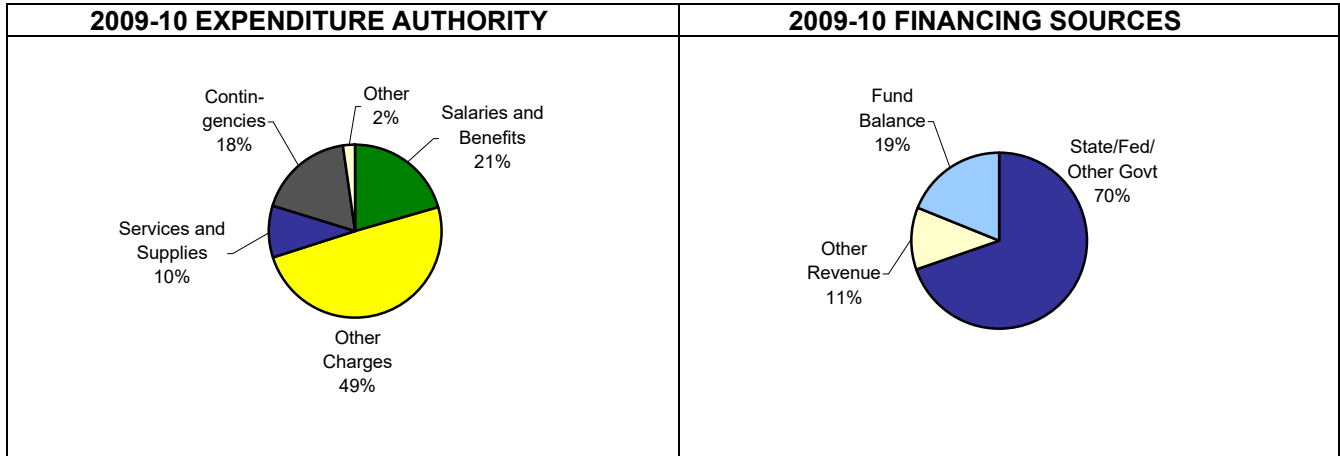 2009-10 EXPENDITURE AUTHORITY
Contin-
gencies
18%
Other
2%
Salaries and
Benefits
21%
Services and
Supplies
10%
Other
Charges
49%
2009-10 FINANCING SOURCES
Fund
Balance
19%
State/Fed/
Other Govt
70%
Other
Revenue
11%